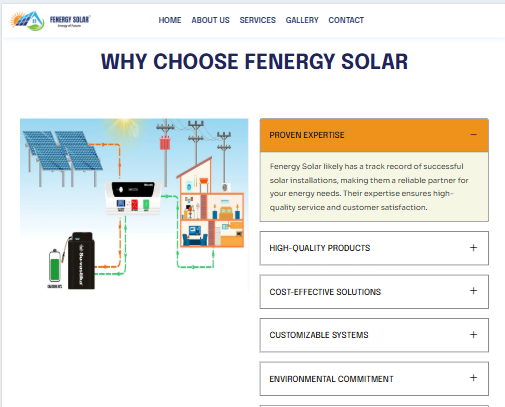 FENERGY SOLAR
Energy of Future
HOME ABOUT US SERVICES GALLERY CONTACT
WHY CHOOSE FENERGY SOLAR
PROVEN EXPERTISE −
Fenergy Solar likely has a track record of successful
solar installations, making them a reliable partner for
your energy needs. Their expertise ensures high-
quality service and customer satisfaction.
HIGH-QUALITY PRODUCTS +
COST-EFFECTIVE SOLUTIONS +
CUSTOMIZABLE SYSTEMS +
ENVIRONMENTAL COMMITMENT +